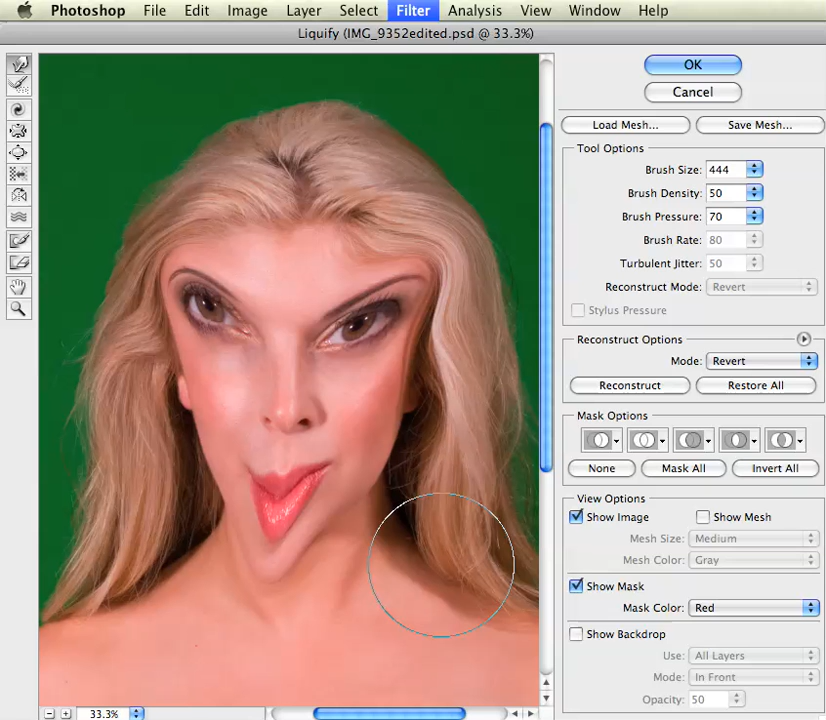 Photoshop File Edit Image Layer Select Filter Analysis View Window Help
Liquify (IMG_9352edited.psd @ 33.3%)
OK
Cancel
Load Mesh... Save Mesh...
Tool Options
Brush Size: 444
Brush Density: 50
Brush Pressure: 70
Brush Rate: 80
Turbulent Jitter: 50
Reconstruct Mode: Revert
Stylus Pressure
Reconstruct Options
Mode: Revert
Reconstruct Restore All
Mask Options
None Mask All Invert All
View Options
Show Image Show Mesh
Mesh Size: Medium
Mesh Color: Gray
Show Mask
Mask Color: Red
Show Backdrop
Use: All Layers
Mode: In Front
Opacity: 50
33.3%